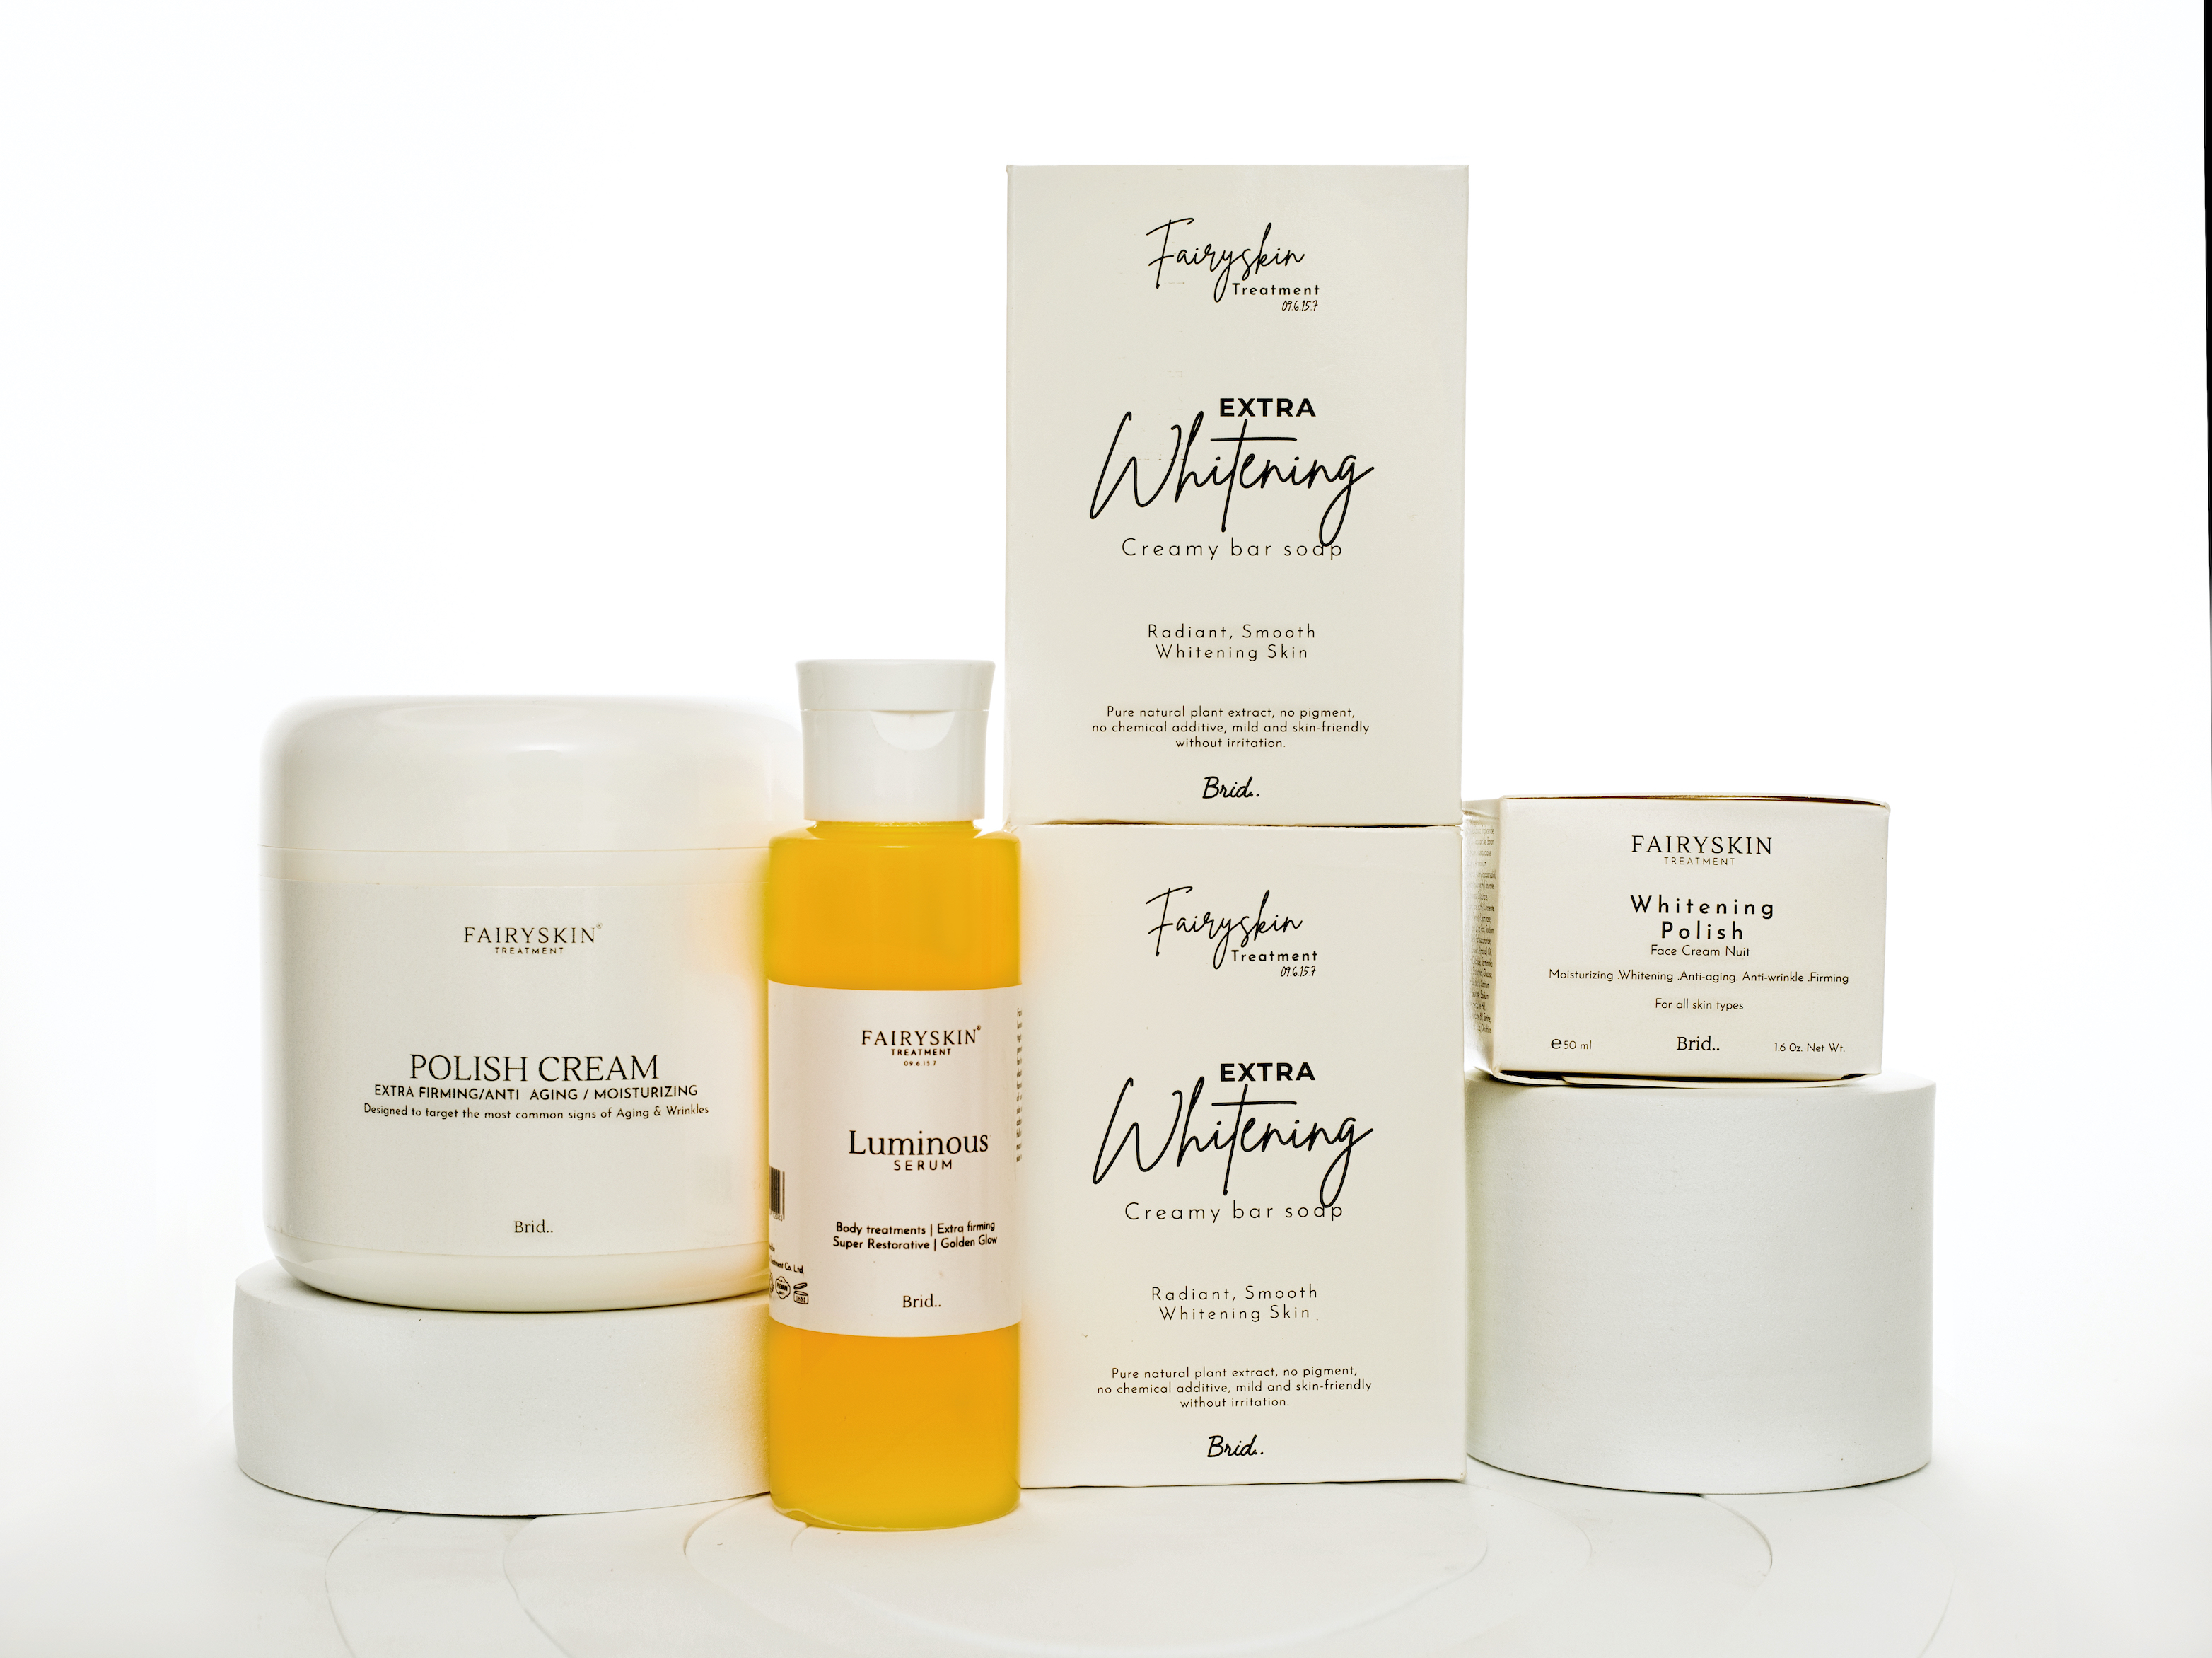 FAIRYSKIN®
TREATMENT
POLISH CREAM
EXTRA FIRMING/ANTI AGING / MOISTURIZING
Designed to target the most common signs of Aging & Wrinkles
Brid..
FAIRYSKIN®
TREATMENT
09.6.15.7
Luminous
SERUM
Body treatments | Extra firming
Super Restorative | Golden Glow
Brid..
Co. Ltd.
Fairyskin
Treatment
09.6.15.7
EXTRA
Whitening
Creamy bar soap
Radiant, Smooth
Whitening Skin
Pure natural plant extract, no pigment,
no chemical additive, mild and skin-friendly
without irritation.
Brid..
Fairyskin
Treatment
09.6.15.7
EXTRA
Whitening
Creamy bar soap
Radiant, Smooth
Whitening Skin
Pure natural plant extract, no pigment,
no chemical additive, mild and skin-friendly
without irritation.
Brid..
FAIRYSKIN
TREATMENT
Whitening
Polish
Face Cream Nuit
Moisturizing .Whitening .Anti-aging. Anti-wrinkle .Firming
For all skin types
℮50 ml
Brid..
1.6 Oz. Net Wt.